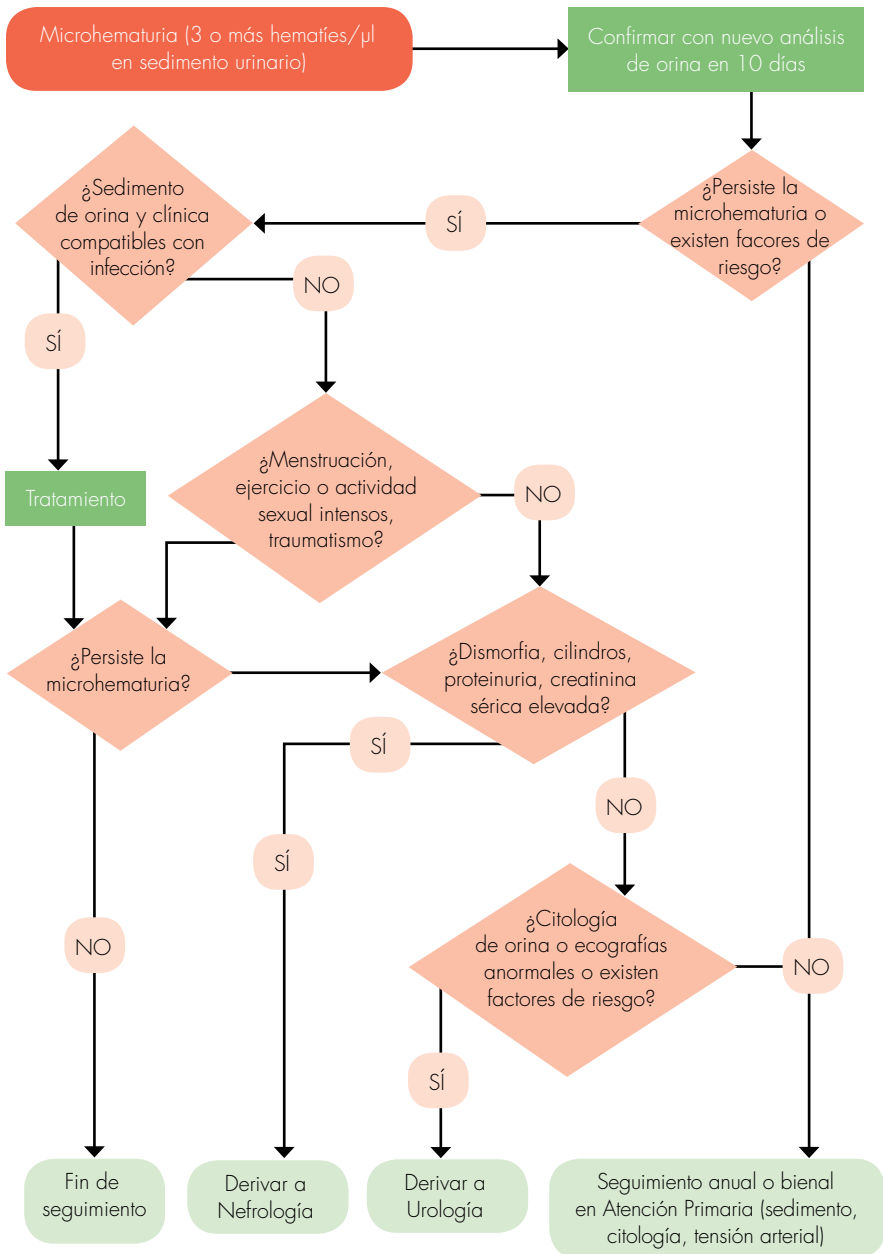 Microhematuria (3 o más hematíes/µl
en sedimento urinario)
Confirmar con nuevo análisis
de orina en 10 días
¿Persiste la
microhematuria o
existen facores de
riesgo?
SÍ
¿Sedimento
de orina y clínica
compatibles con
infección?
NO
SÍ
¿Menstruación,
ejercicio o actividad
sexual intensos,
traumatismo?
NO
Tratamiento
¿Persiste la
microhematuria?
¿Dismorfia, cilindros,
proteinuria, creatinina
sérica elevada?
SÍ
NO
SÍ
¿Citología
de orina o ecografías
anormales o existen
factores de riesgo?
NO
NO
SÍ
Fin de
seguimiento
Derivar a
Nefrología
Derivar a
Urología
Seguimiento anual o bienal
en Atención Primaria (sedimento,
citología, tensión arterial)